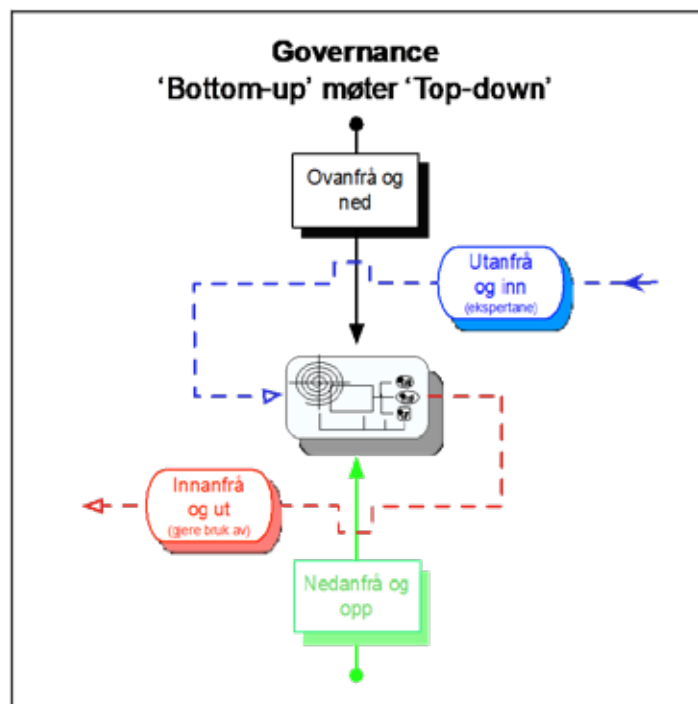 Governance
‘Bottom-up’ møter ‘Top-down’
Ovanfrå og
ned
Utanfrå
og inn
(ekspertane)
Innanfrå
og ut
(gjere bruk av)
Nedanfrå og
opp